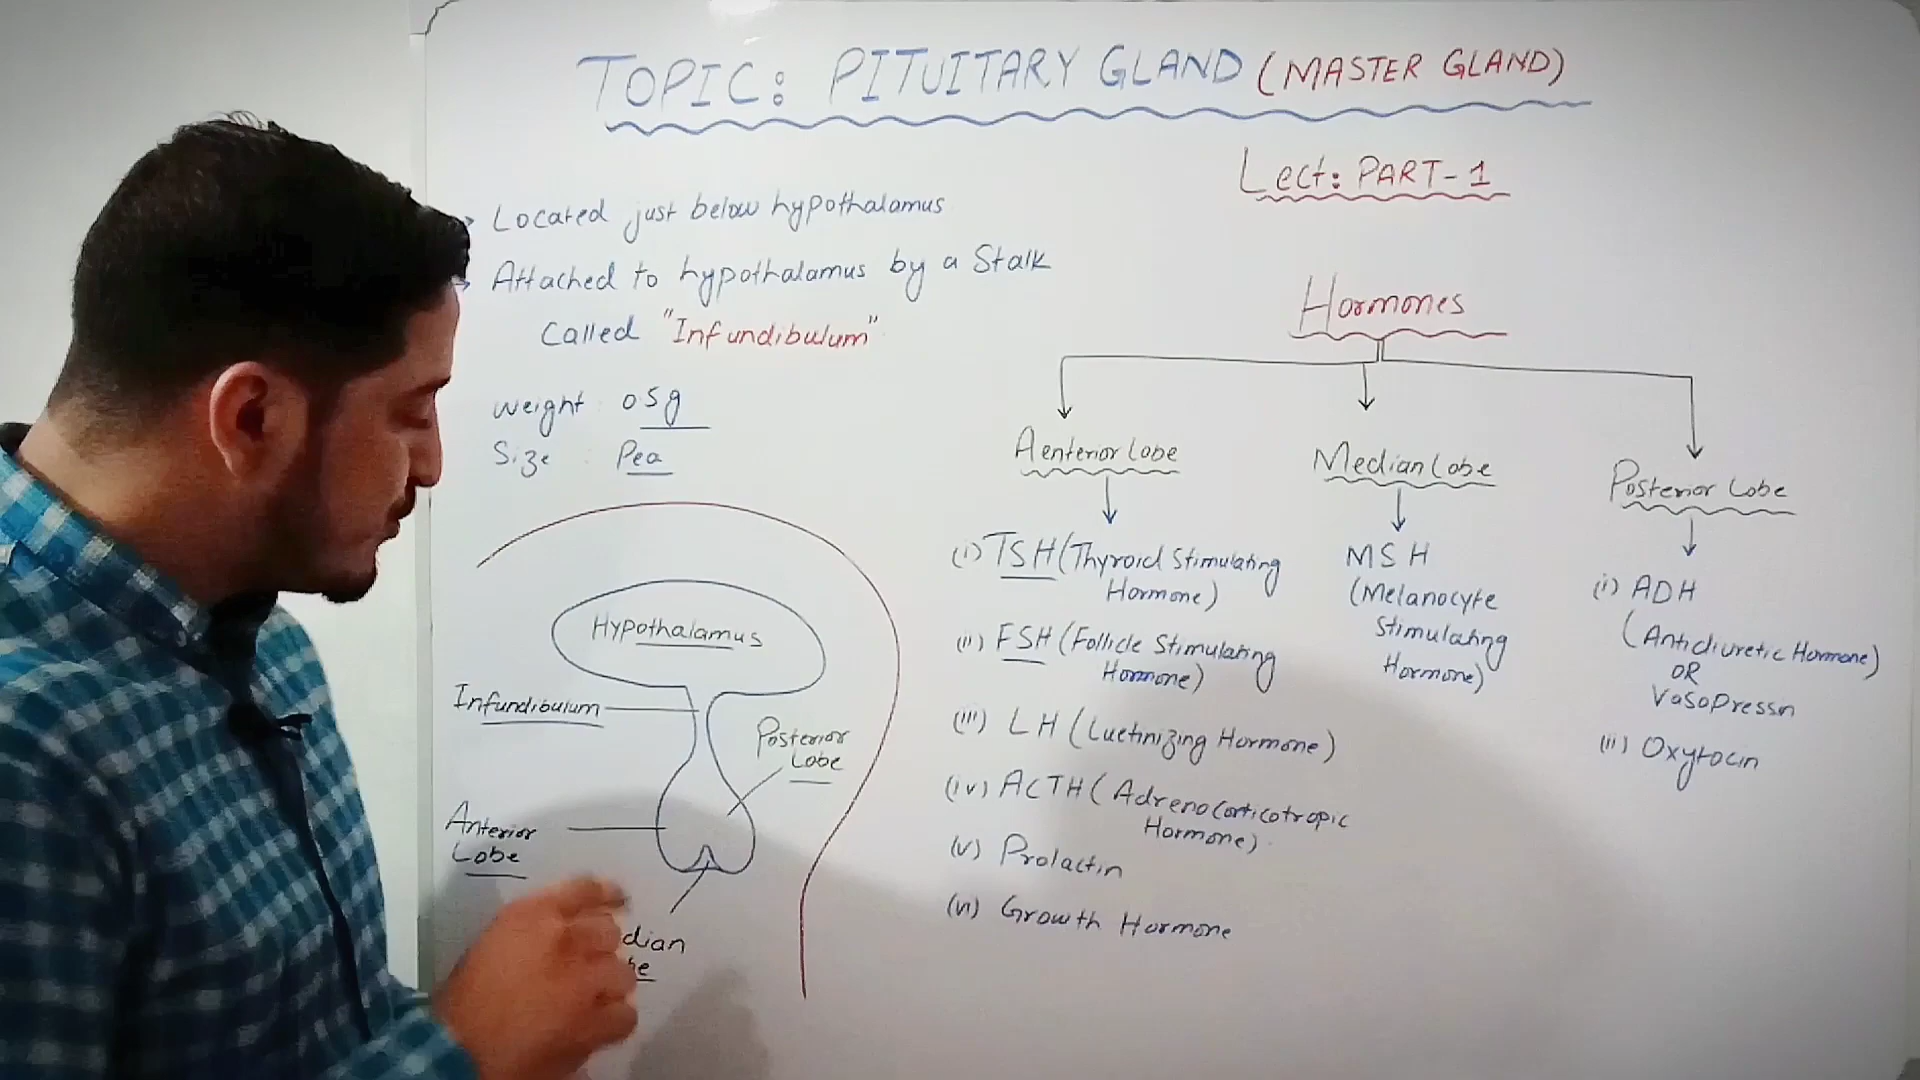 TOPIC: PITUITARY GLAND (MASTER GLAND)
Lect: PART-1
Located just below hypothalamus
Attached to hypothalamus by a Stalk
Called "Infundibulum"
Weight : 0.5g
Size : Pea
Hypothalamus
Infundibulum
Posterior
Lobe
Anterior
Lobe
dian
be
Hormones
Aenterior Lobe
(i) TSH (Thyroid Stimulating
Hormone)
(ii) FSH (Follicle Stimulating
Hormone)
(iii) LH (Luetinizing Hormone)
(iv) ACTH (Adrenocorticotropic
Hormone)
(v) Prolactin
(vi) Growth Hormone
Median Lobe
MSH
(Melanocyte
Stimulating
Hormone)
Posterior Lobe
(i) ADH
(Antidiuretic Hormone)
OR
Vasopressin
(ii) Oxytocin